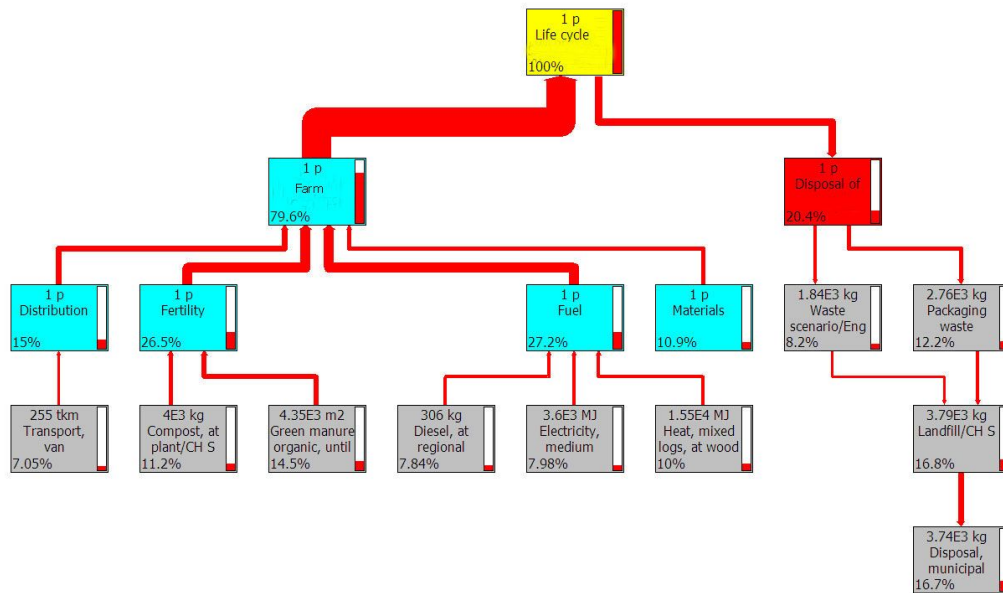 1 p
Life cycle
100%
1 p
Farm
79.6%
1 p
Disposal of
20.4%
1 p
Distribution
15%
1 p
Fertility
26.5%
1 p
Fuel
27.2%
1 p
Materials
10.9%
1.84E3 kg
Waste
scenario/Eng
8.2%
2.76E3 kg
Packaging
waste
12.2%
255 tkm
Transport,
van
7.05%
4E3 kg
Compost, at
plant/CH S
11.2%
4.35E3 m2
Green manure
organic, until
14.5%
306 kg
Diesel, at
regional
7.84%
3.6E3 MJ
Electricity,
medium
7.98%
1.55E4 MJ
Heat, mixed
logs, at wood
10%
3.79E3 kg
Landfill/CH S
16.8%
3.74E3 kg
Disposal,
municipal
16.7%